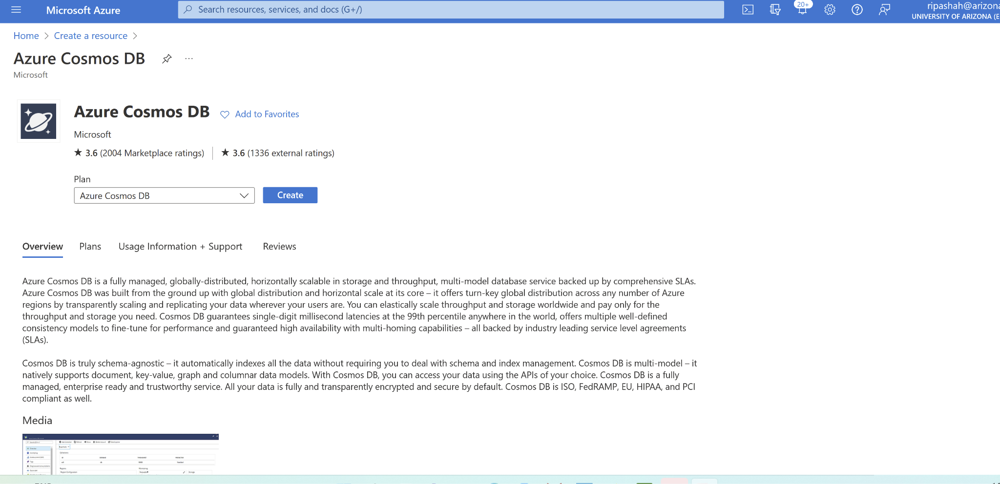 Microsoft Azure
Search resources, services, and docs (G+/)
20+
ripashah@arizona
UNIVERSITY OF ARIZONA (E
Home > Create a resource >
Azure Cosmos DB ...
Microsoft
Azure Cosmos DB Add to Favorites
Microsoft
★ 3.6 (2004 Marketplace ratings) | ★ 3.6 (1336 external ratings)
Plan
Azure Cosmos DB Create
Overview Plans Usage Information + Support Reviews
Azure Cosmos DB is a fully managed, globally-distributed, horizontally scalable in storage and throughput, multi-model database service backed up by comprehensive SLAs.
Azure Cosmos DB was built from the ground up with global distribution and horizontal scale at its core – it offers turn-key global distribution across any number of Azure
regions by transparently scaling and replicating your data wherever your users are. You can elastically scale throughput and storage worldwide and pay only for the
throughput and storage you need. Cosmos DB guarantees single-digit millisecond latencies at the 99th percentile anywhere in the world, offers multiple well-defined
consistency models to fine-tune for performance and guaranteed high availability with multi-homing capabilities – all backed by industry leading service level agreements
(SLAs).
Cosmos DB is truly schema-agnostic – it automatically indexes all the data without requiring you to deal with schema and index management. Cosmos DB is multi-model – it
natively supports document, key-value, graph and columnar data models. With Cosmos DB, you can access your data using the APIs of your choice. Cosmos DB is a fully
managed, enterprise ready and trustworthy service. All your data is fully and transparently encrypted and secure by default. Cosmos DB is ISO, FedRAMP, EU, HIPAA, and PCI
compliant as well.
Media